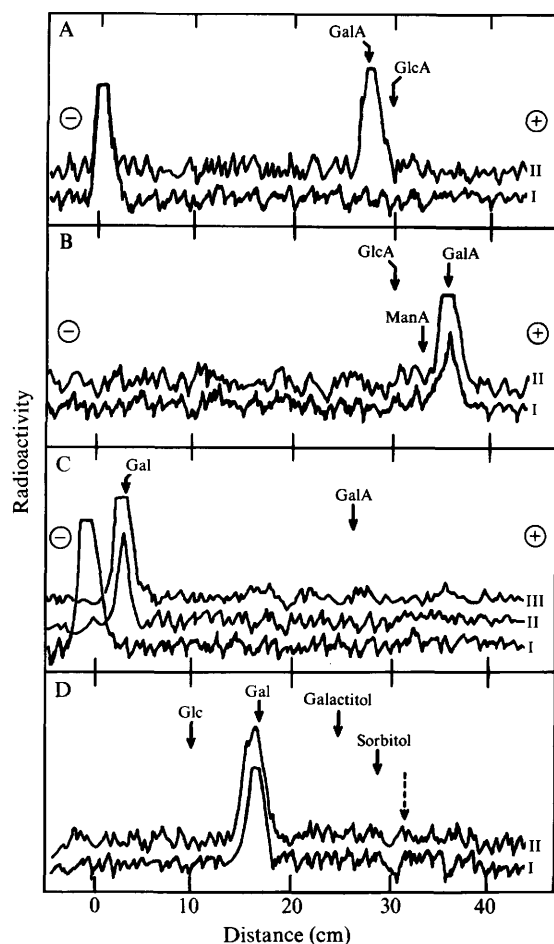 A
GalA
GlcA
⊖
⊕
II
I
B
GlcA
GalA
ManA
⊖
⊕
II
I
C
Gal
GalA
⊖
⊕
III
II
I
D
Glc
Gal
Galactitol
Sorbitol
II
I
0 10 20 30 40
Distance (cm)
Radioactivity